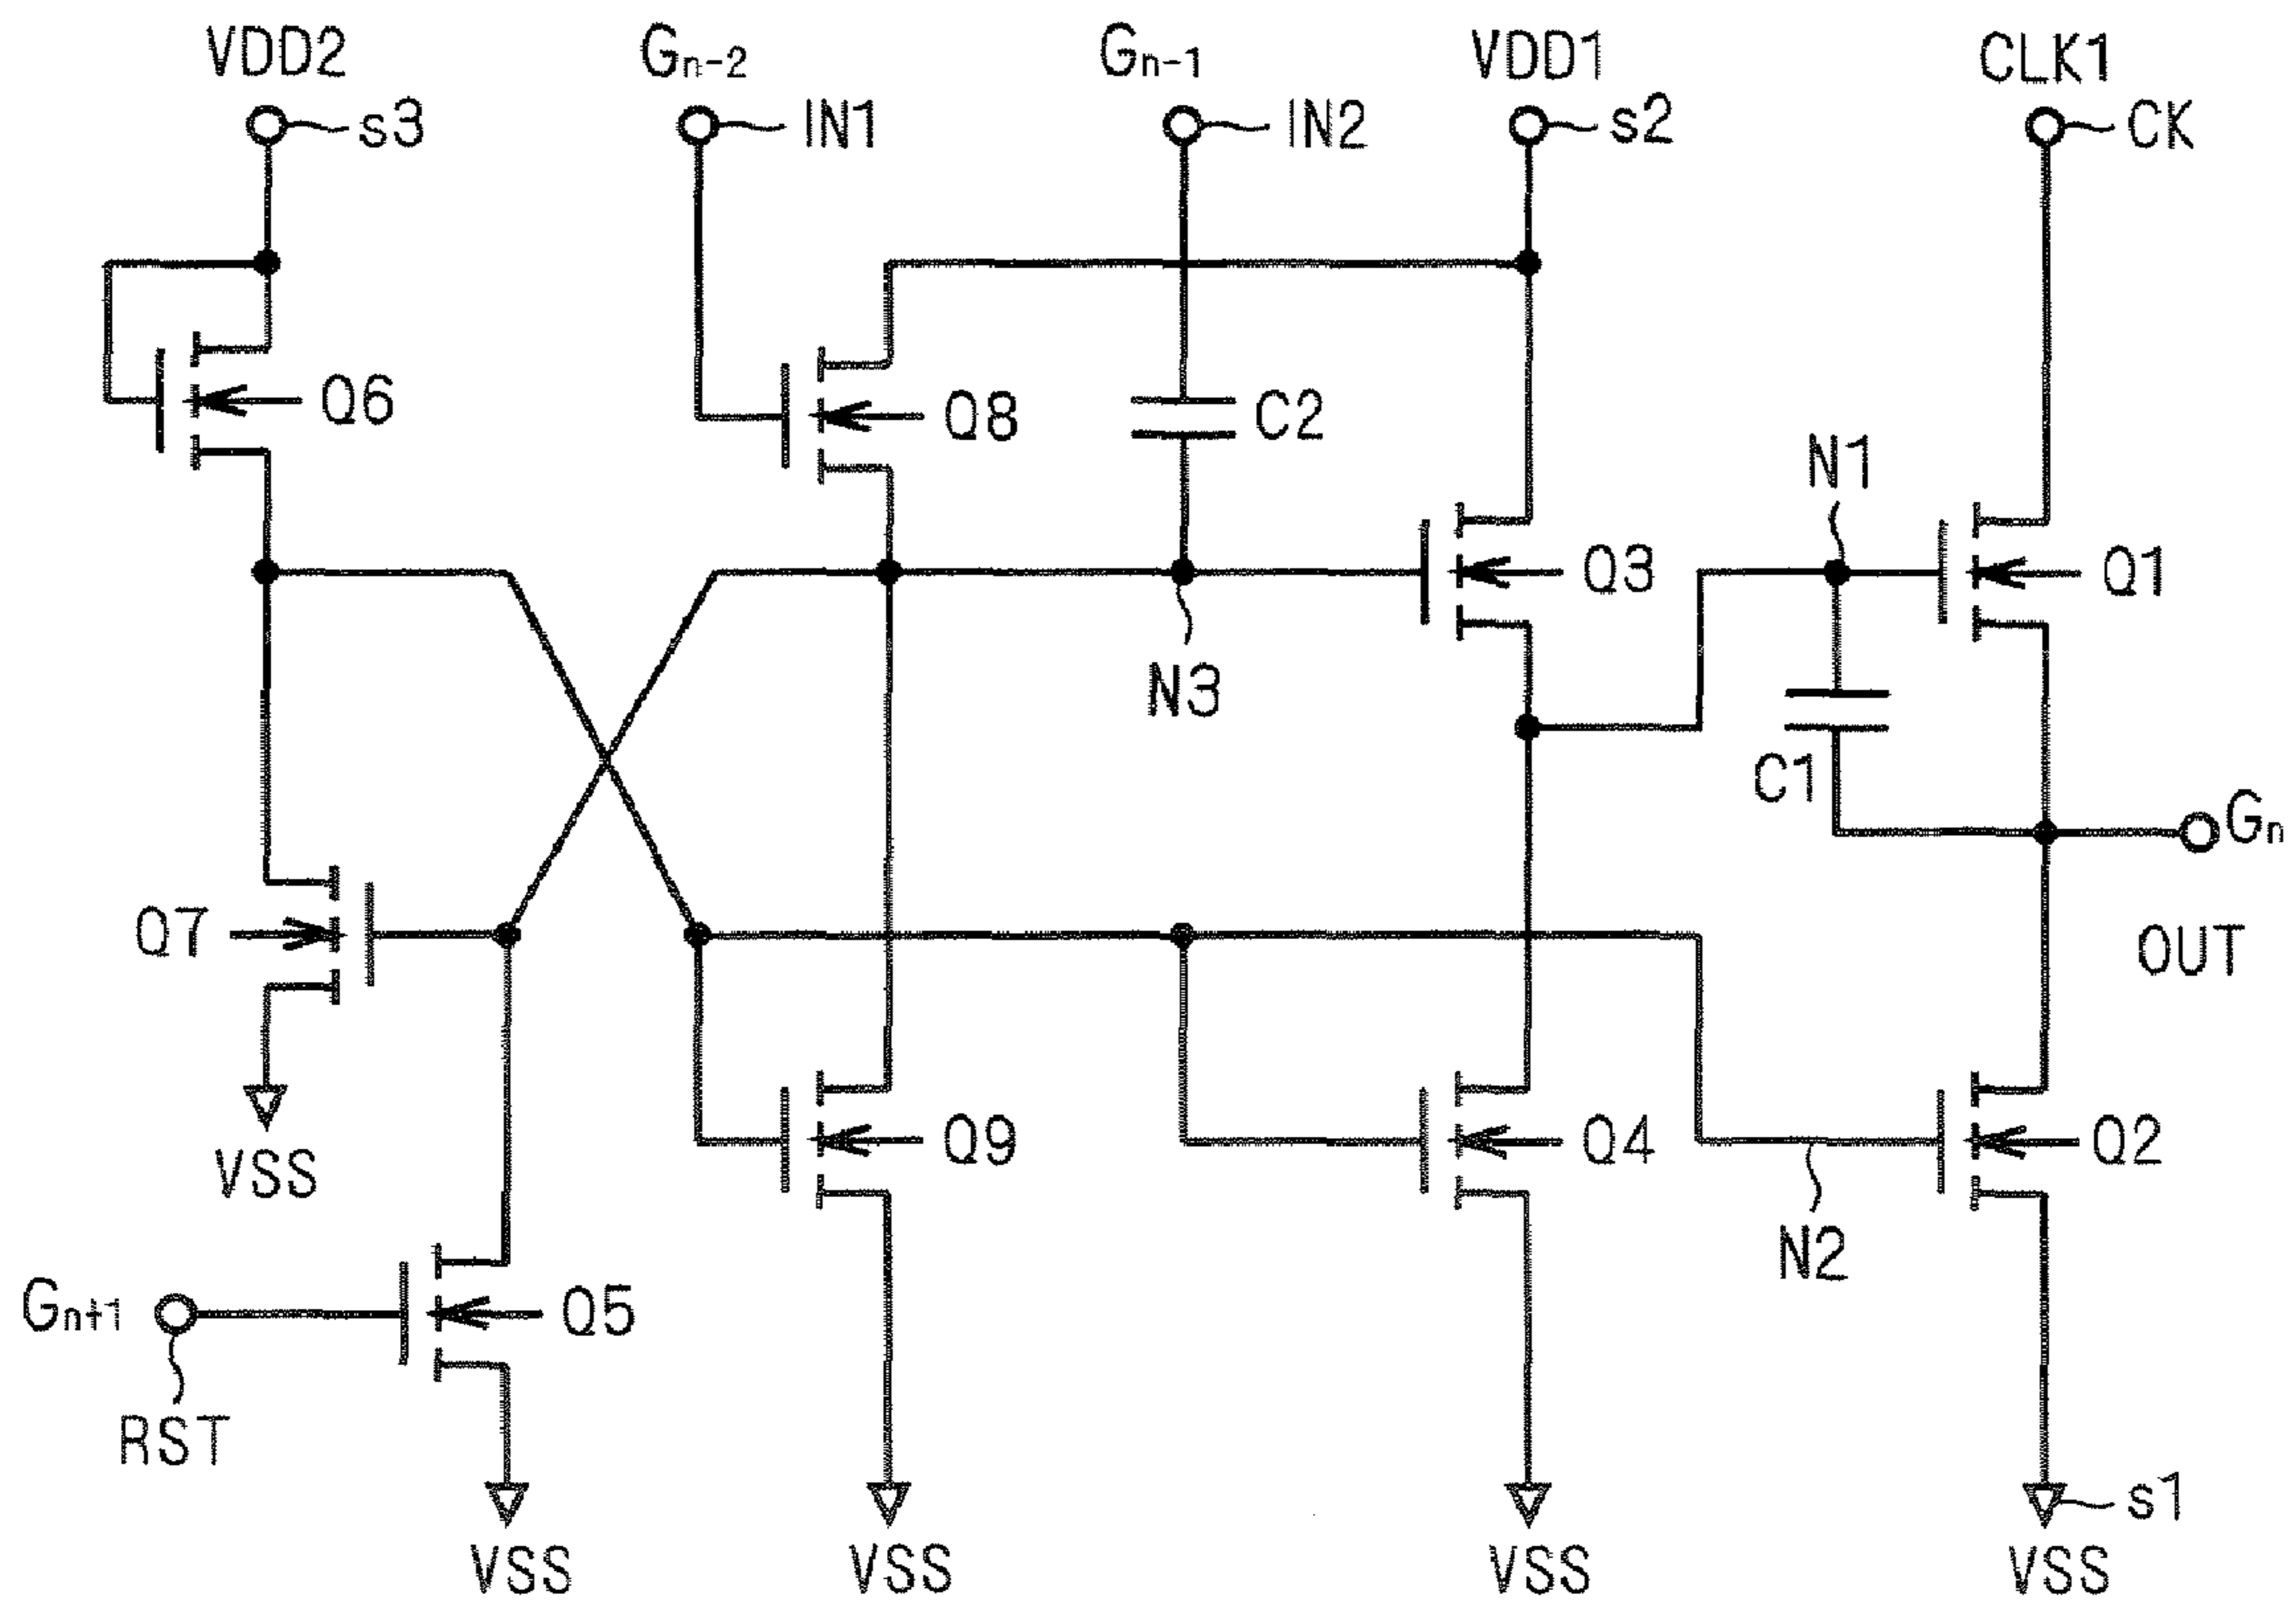 VDD2
Gn-2
Gn-1
VDD1
CLK1
s3
IN1
IN2
s2
CK
Q6
Q8
C2
N1
Q3
Q1
N3
C1
Gn
Q7
OUT
VSS
Q9
Q4
Q2
N2
Gn+1
Q5
RST
s1
VSS
VSS
VSS
VSS